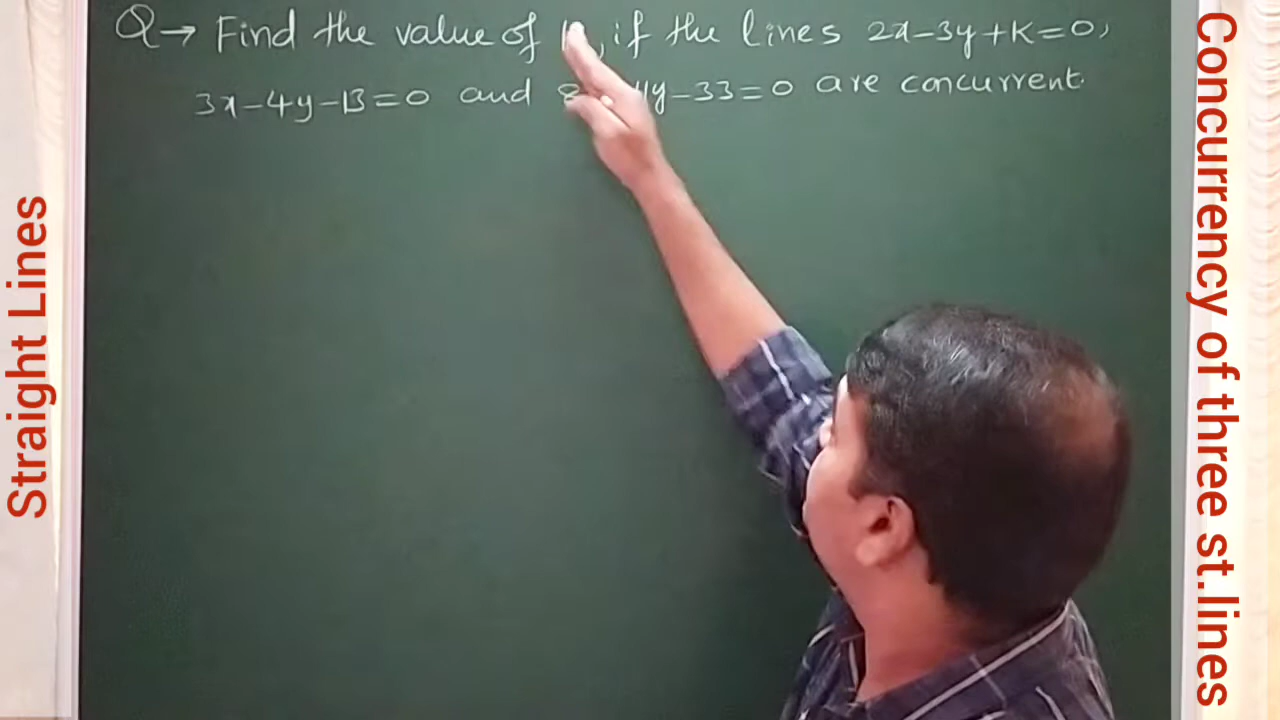 Q→ Find the value of , if the lines 2x-3y+K=0,
3x-4y-13=0 and 8 y-33=0 are concurrent.
Straight Lines
Concurrency of three st.lines